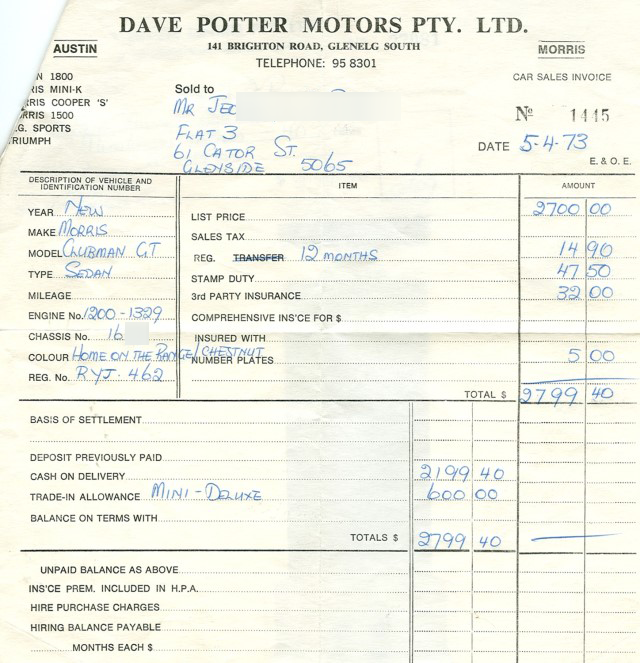 DAVE POTTER MOTORS PTY. LTD.
AUSTIN 141 BRIGHTON ROAD, GLENELG SOUTH MORRIS
TELEPHONE: 95 8301
CAR SALES INVOICE
N 1800
RIS MINI-K
RRIS COOPER 'S'
RRIS 1500
.G. SPORTS
TRIUMPH
Sold to
MR JEC
FLAT 3
61 CATOR ST.
GLENSIDE 5065
No 1445
DATE 5-4-73
E. & O. E.
DESCRIPTION OF VEHICLE AND IDENTIFICATION NUMBER ITEM AMOUNT
YEAR NEW
MAKE MORRIS
MODEL CLUBMAN GT
TYPE SEDAN
MILEAGE
ENGINE No. 1200-1329
CHASSIS No. 16
COLOUR HOME ON THE RANGE/CHESTNUT
REG. No. RYJ. 462
LIST PRICE 2700 00
SALES TAX
REG. TRANSFER 12 MONTHS 14 90
STAMP DUTY 47 50
3rd PARTY INSURANCE 32 00
COMPREHENSIVE INS'CE FOR $
INSURED WITH
NUMBER PLATES 5 00
TOTAL $ 2799 40
BASIS OF SETTLEMENT
DEPOSIT PREVIOUSLY PAID
CASH ON DELIVERY 2199 40
TRADE-IN ALLOWANCE MINI-DELUXE 600 00
BALANCE ON TERMS WITH
TOTALS $ 2799 40
UNPAID BALANCE AS ABOVE
INS'CE PREM. INCLUDED IN H.P.A.
HIRE PURCHASE CHARGES
HIRING BALANCE PAYABLE
MONTHS EACH $